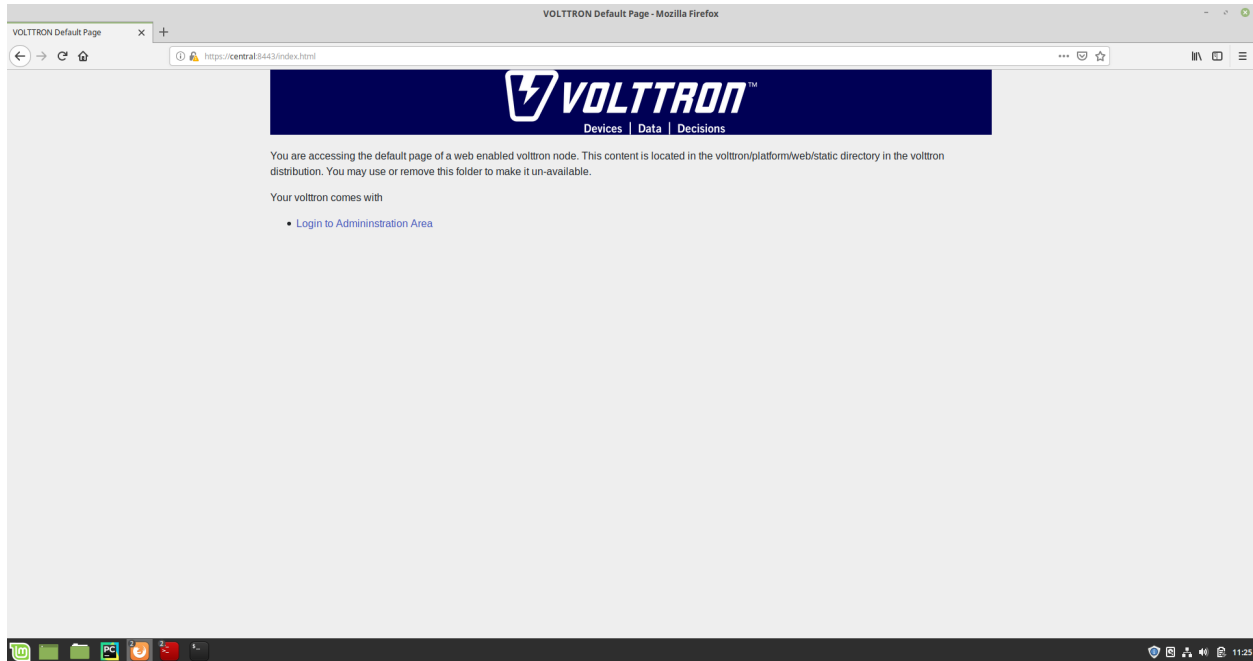 VOLTTRON Default Page - Mozilla Firefox
VOLTTRON Default Page
https://central:8443/index.html
VOLTTRON™
Devices | Data | Decisions
You are accessing the default page of a web enabled volttron node. This content is located in the volttron/platform/web/static directory in the volttron
distribution. You may use or remove this folder to make it un-available.
Your volttron comes with
• Login to Admininstration Area
PC
2
2
11:25